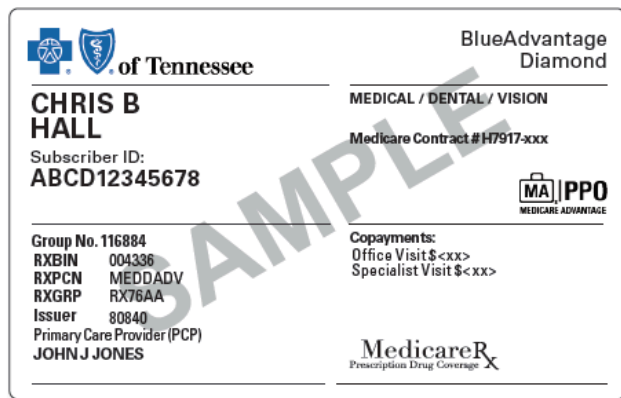 of Tennessee
BlueAdvantage
Diamond
CHRIS B
HALL
Subscriber ID:
ABCD12345678
MEDICAL / DENTAL / VISION
Medicare Contract # H7917-xxx
MA PPO
MEDICARE ADVANTAGE
Group No. 116884
RXBIN 004336
RXPCN MEDDADV
RXGRP RX76AA
Issuer 80840
Primary Care Provider (PCP)
JOHN J JONES
Copayments:
Office Visit $<xx>
Specialist Visit $<xx>
MedicareRx
Prescription Drug Coverage
SAMPLE